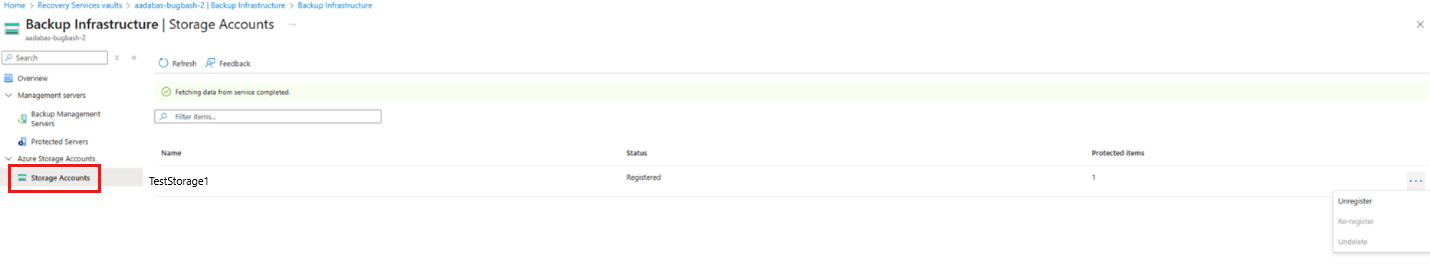 Home > Recovery Services vaults > aadabas-bugbash-2 | Backup Infrastructure > Backup Infrastructure
Backup Infrastructure | Storage Accounts ...
aadabas-bugbash-2
Search
Refresh Feedback
Overview
Management servers
Fetching data from service completed.
Backup Management
Servers
Filter items...
Protected Servers
Azure Storage Accounts
Name Status Protected items
Storage Accounts
TestStorage1 Registered 1 ...
Unregister
Re-register
Undelete